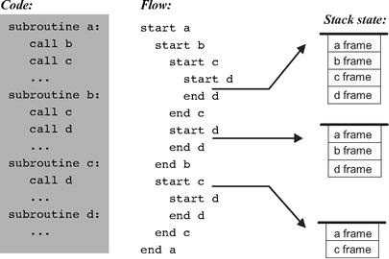 Code:
subroutine a:
call b
call c
...
subroutine b:
call c
call d
...
subroutine c:
call d
...
subroutine d:
...
Flow:
start a
start b
start c
start d
end d
end c
start d
end d
end b
start c
start d
end d
end c
end a
Stack state:
a frame
b frame
c frame
d frame
a frame
b frame
d frame
a frame
c frame